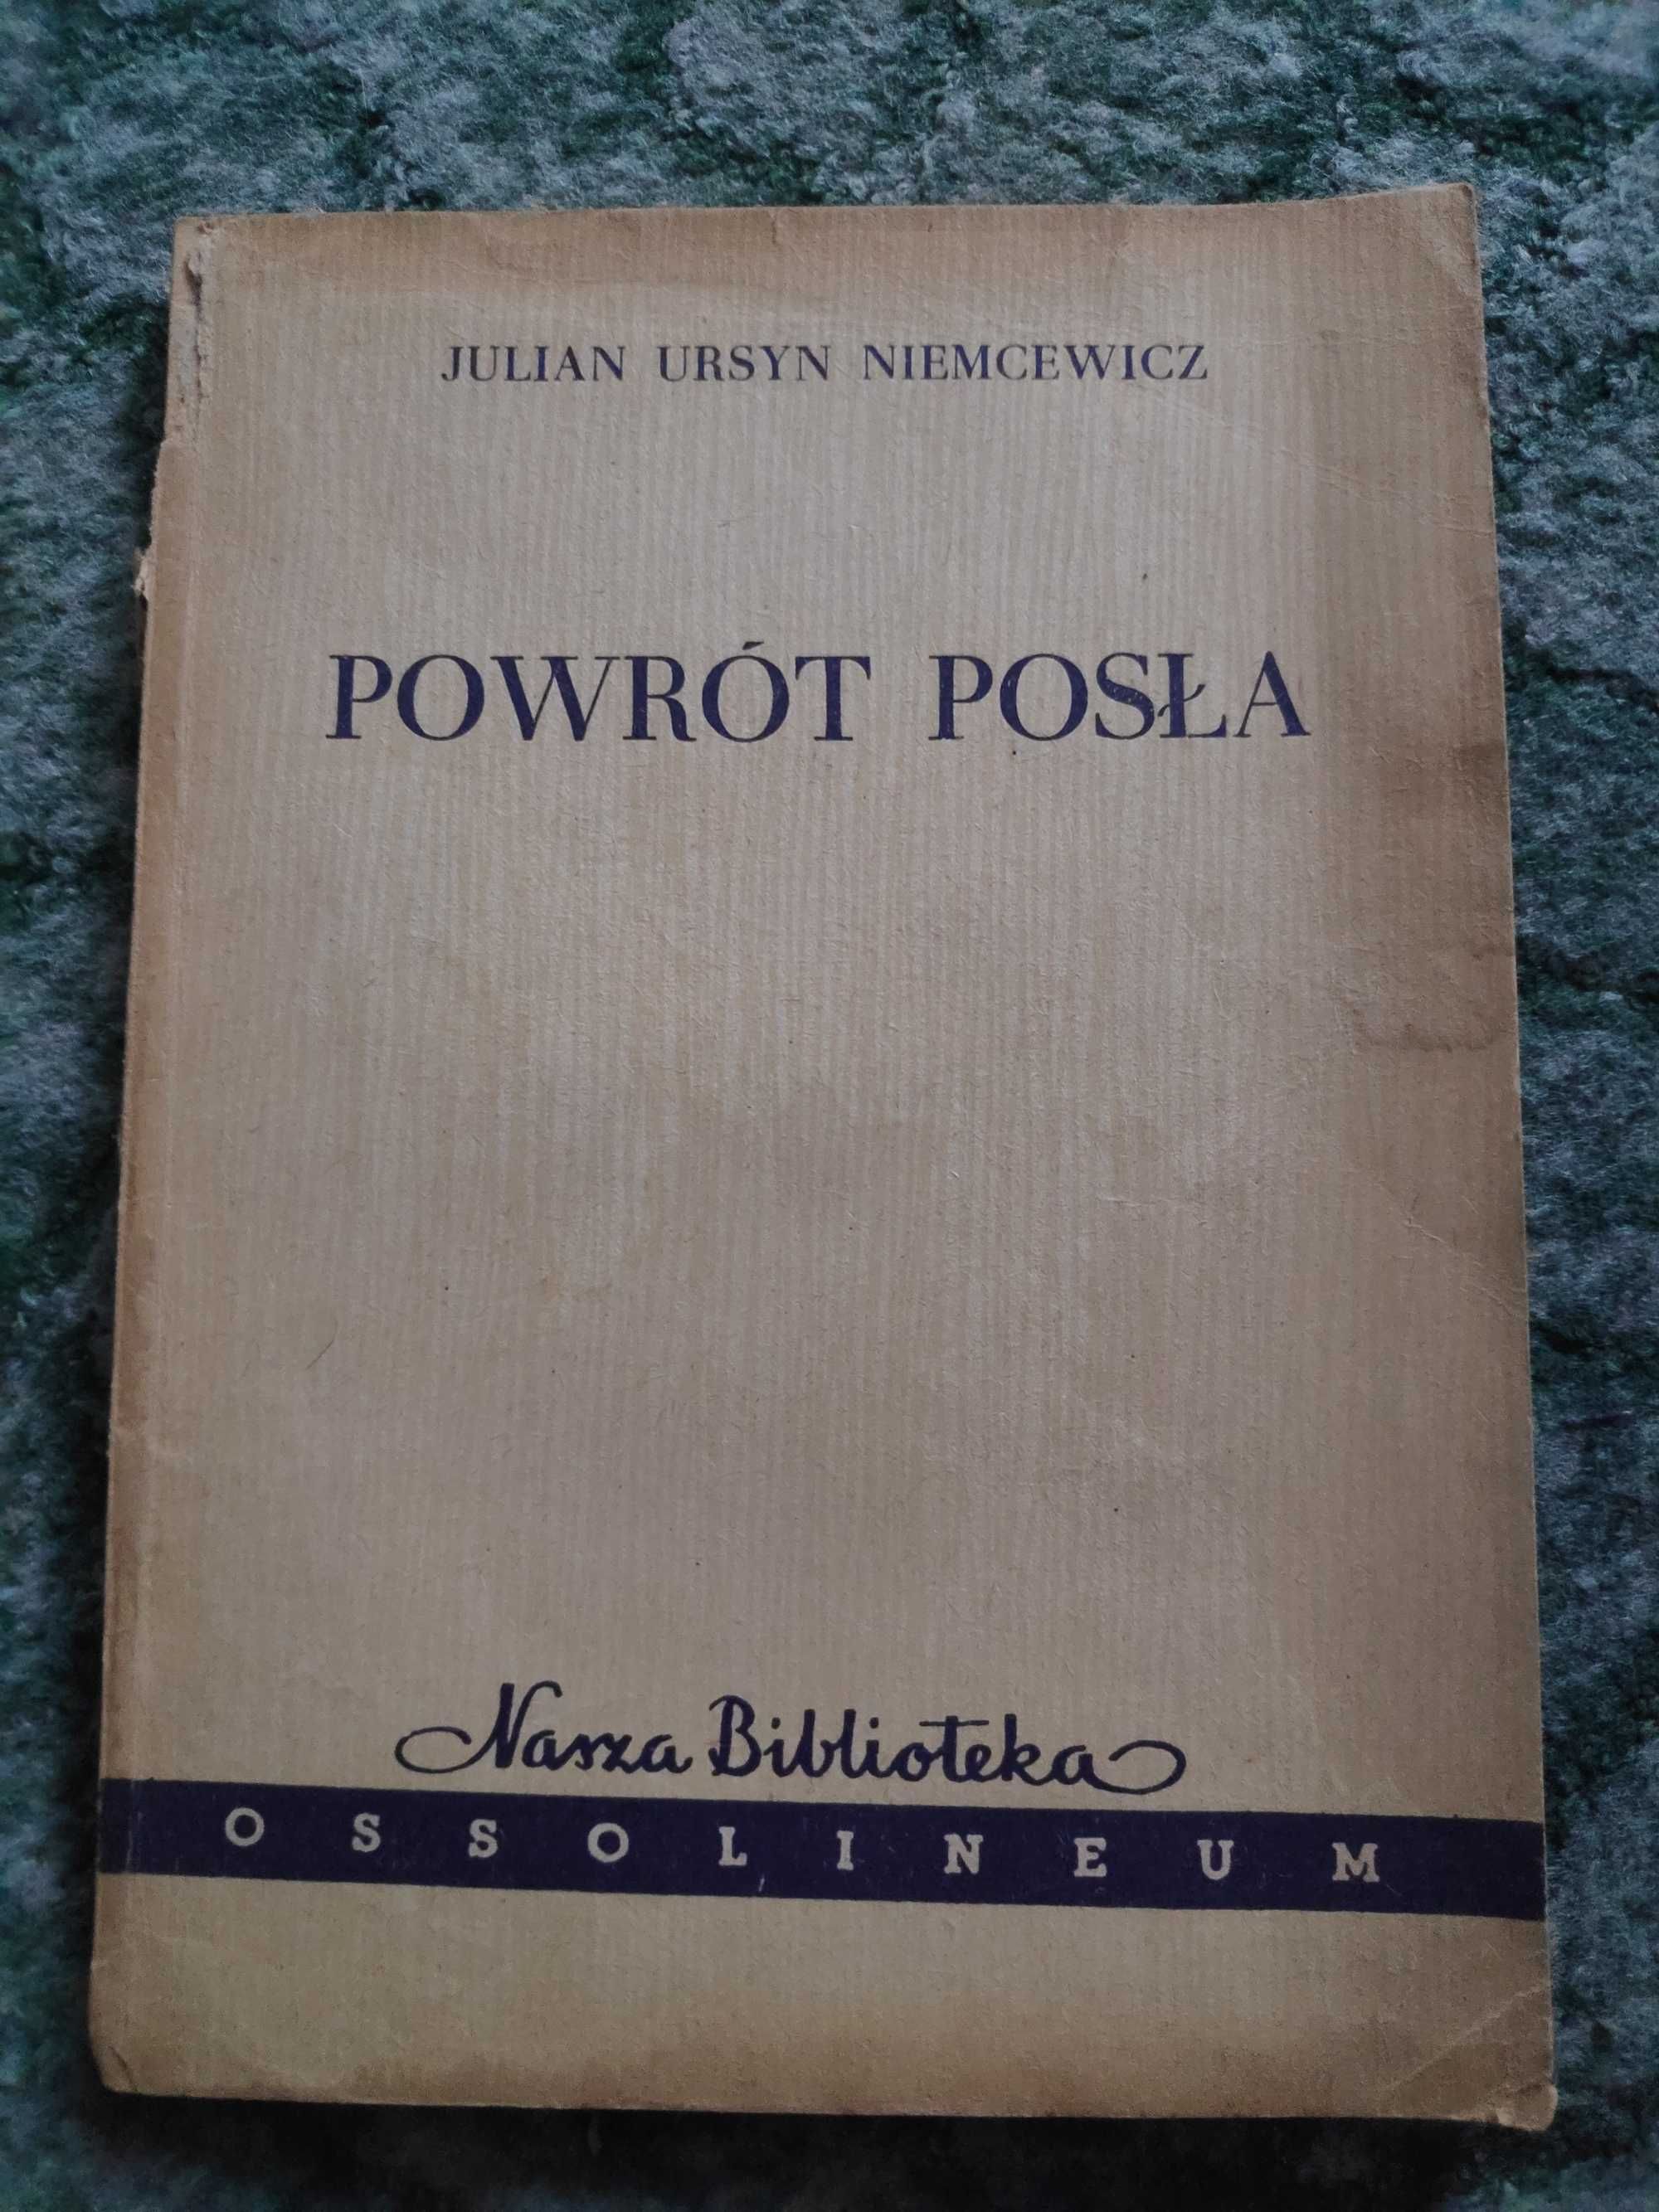 JULIAN URSYN NIEMCEWICZ
POWRÓT POSŁA
Nasza Biblioteka
OSSOLINEUM